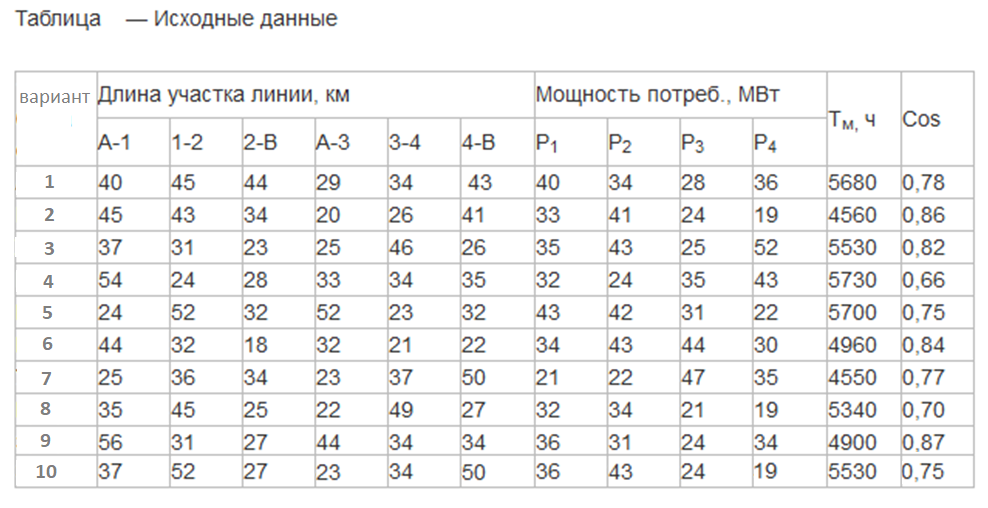 Таблица — Исходные данные
вариант Длина участка линии, км Мощность потреб., МВт Tм, ч Cos
А-1 1-2 2-В А-3 3-4 4-В P1 P2 P3 P4
1 40 45 44 29 34 43 40 34 28 36 5680 0,78
2 45 43 34 20 26 41 33 41 24 19 4560 0,86
3 37 31 23 25 46 26 35 43 25 52 5530 0,82
4 54 24 28 33 34 35 32 24 35 43 5730 0,66
5 24 52 32 52 23 32 43 42 31 22 5700 0,75
6 44 32 18 32 21 22 34 43 44 30 4960 0,84
7 25 36 34 23 37 50 21 22 47 35 4550 0,77
8 35 45 25 22 49 27 32 34 21 19 5340 0,70
9 56 31 27 44 34 34 36 31 24 34 4900 0,87
10 37 52 27 23 34 50 36 43 24 19 5530 0,75